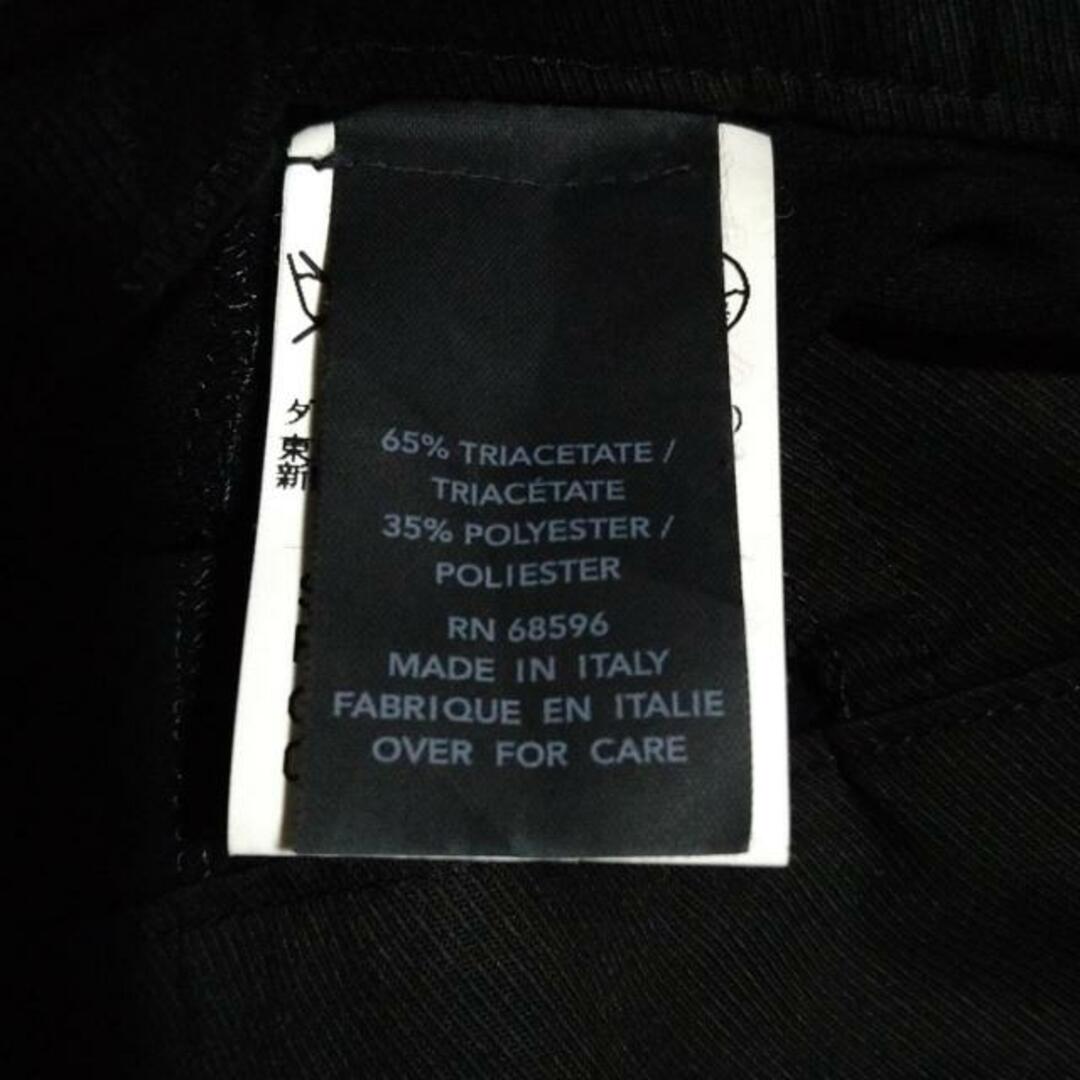 65% TRIACETATE /
TRIACÉTATE
35% POLYESTER /
POLIESTER
RN 68596
MADE IN ITALY
FABRIQUE EN ITALIE
OVER FOR CARE
ダ
東
新